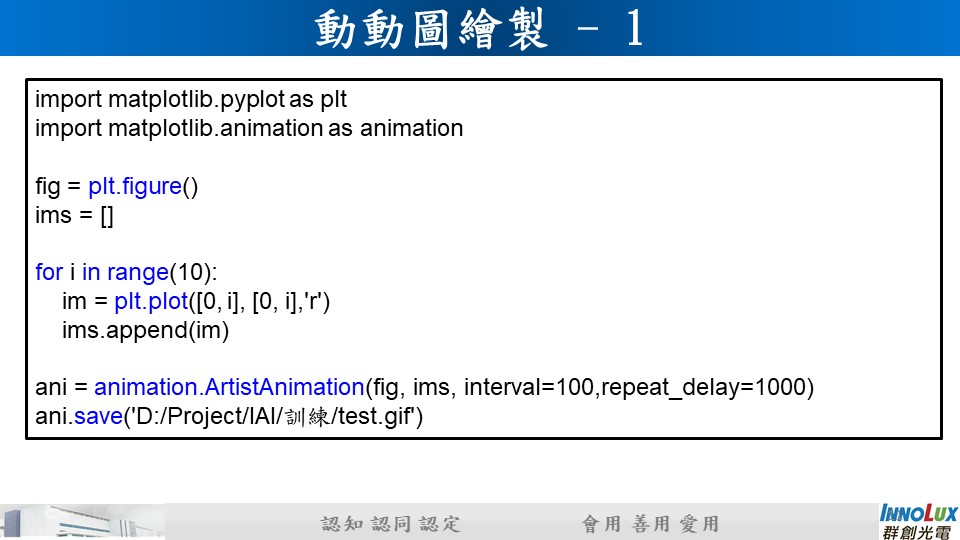 動動圖繪製 - 1
import matplotlib.pyplot as plt
import matplotlib.animation as animation
fig = plt.figure()
ims = []
for i in range(10):
    im = plt.plot([0, i], [0, i],'r')
    ims.append(im)
ani = animation.ArtistAnimation(fig, ims, interval=100,repeat_delay=1000)
ani.save('D:/Project/IAI/訓練/test.gif')
認知 認同 認定 會用 善用 愛用
INNOLUX
群創光電